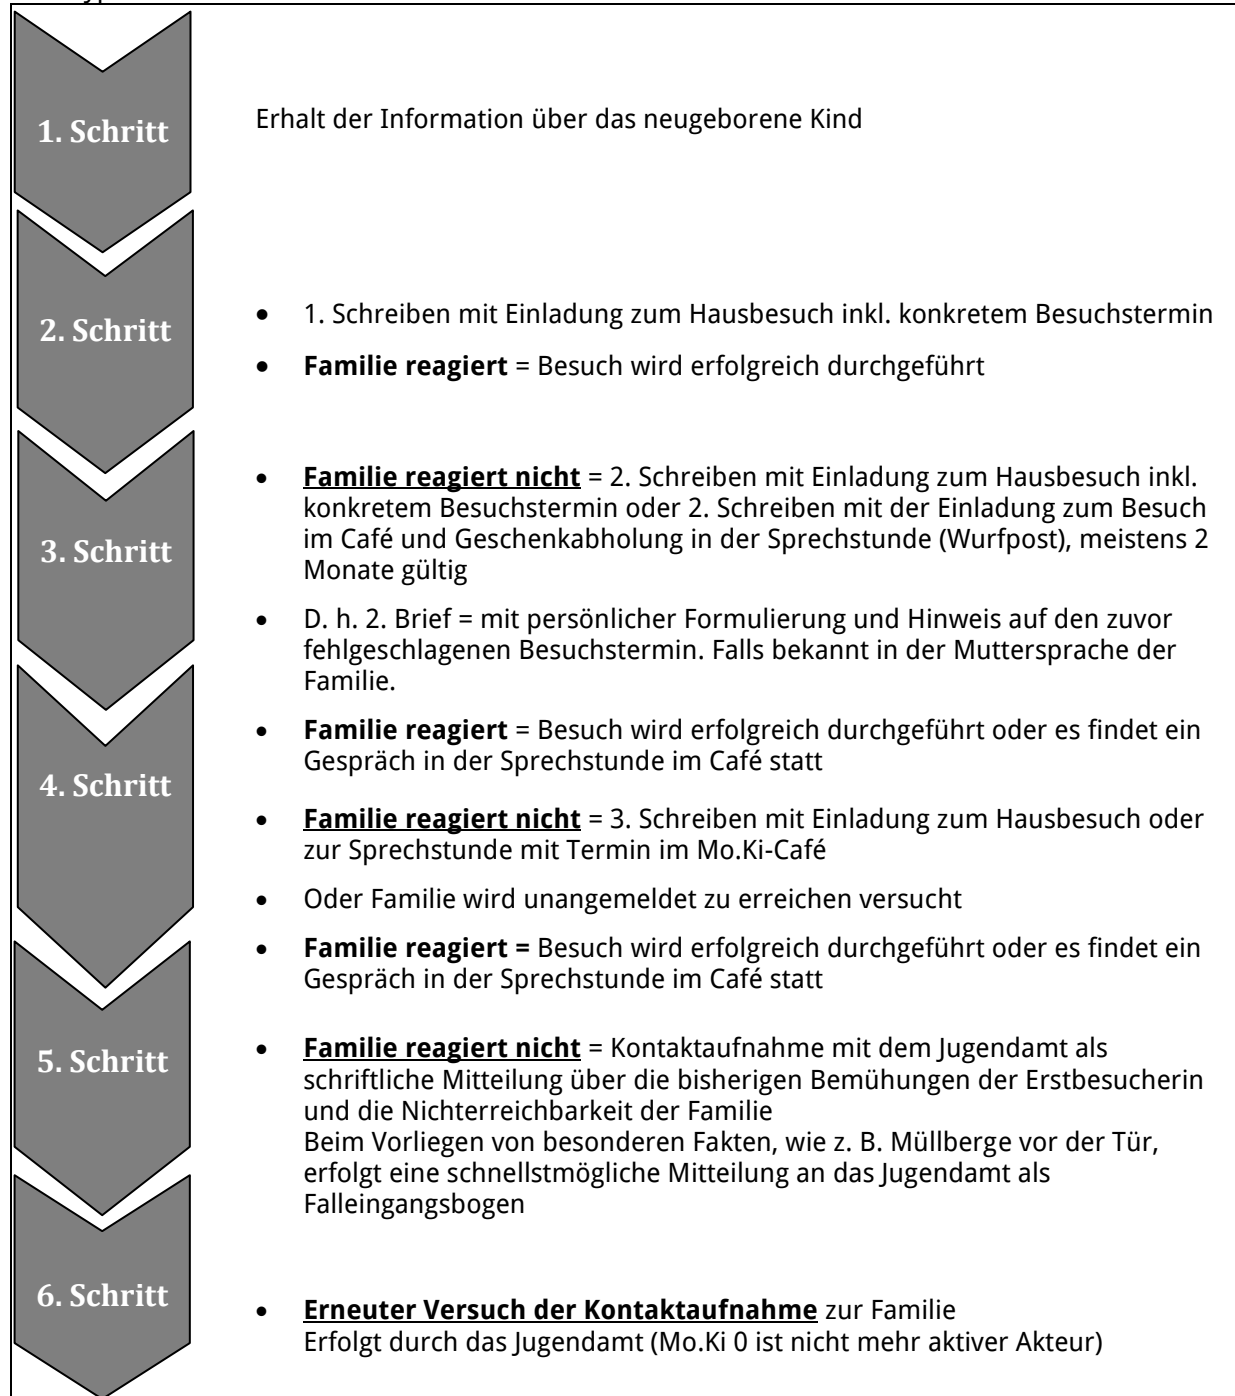 1. Schritt
Erhalt der Information über das neugeborene Kind
2. Schritt
• 1. Schreiben mit Einladung zum Hausbesuch inkl. konkretem Besuchstermin
• Familie reagiert = Besuch wird erfolgreich durchgeführt
3. Schritt
• Familie reagiert nicht = 2. Schreiben mit Einladung zum Hausbesuch inkl.
konkretem Besuchstermin oder 2. Schreiben mit der Einladung zum Besuch
im Café und Geschenkabholung in der Sprechstunde (Wurfpost), meistens 2
Monate gültig
• D. h. 2. Brief = mit persönlicher Formulierung und Hinweis auf den zuvor
fehlgeschlagenen Besuchstermin. Falls bekannt in der Muttersprache der
Familie.
• Familie reagiert = Besuch wird erfolgreich durchgeführt oder es findet ein
Gespräch in der Sprechstunde im Café statt
4. Schritt
• Familie reagiert nicht = 3. Schreiben mit Einladung zum Hausbesuch oder
zur Sprechstunde mit Termin im Mo.Ki-Café
• Oder Familie wird unangemeldet zu erreichen versucht
• Familie reagiert = Besuch wird erfolgreich durchgeführt oder es findet ein
Gespräch in der Sprechstunde im Café statt
5. Schritt
• Familie reagiert nicht = Kontaktaufnahme mit dem Jugendamt als
schriftliche Mitteilung über die bisherigen Bemühungen der Erstbesucherin
und die Nichterreichbarkeit der Familie
Beim Vorliegen von besonderen Fakten, wie z. B. Müllberge vor der Tür,
erfolgt eine schnellstmögliche Mitteilung an das Jugendamt als
Falleingangsbogen
6. Schritt
• Erneuter Versuch der Kontaktaufnahme zur Familie
Erfolgt durch das Jugendamt (Mo.Ki 0 ist nicht mehr aktiver Akteur)